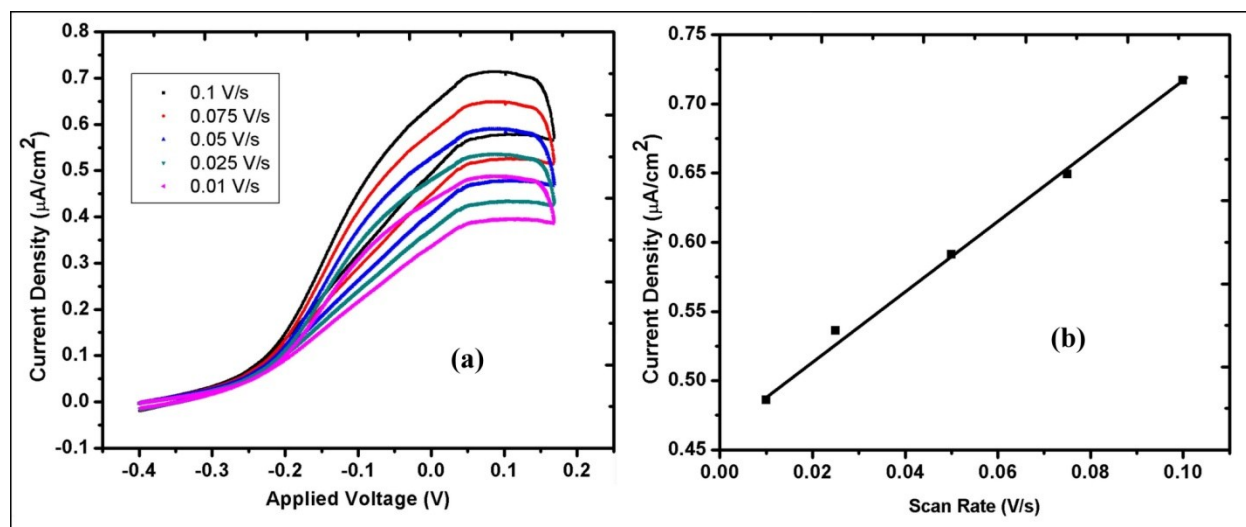 0.8
0.7
0.6
0.5
0.4
0.3
0.2
0.1
0.0
-0.1
Current Density (µA/cm²)
0.1 V/s
0.075 V/s
0.05 V/s
0.025 V/s
0.01 V/s
(a)
-0.4 -0.3 -0.2 -0.1 0.0 0.1 0.2
Applied Voltage (V)
0.75
0.70
0.65
0.60
0.55
0.50
0.45
Current Density (µA/cm²)
(b)
0.00 0.02 0.04 0.06 0.08 0.10
Scan Rate (V/s)